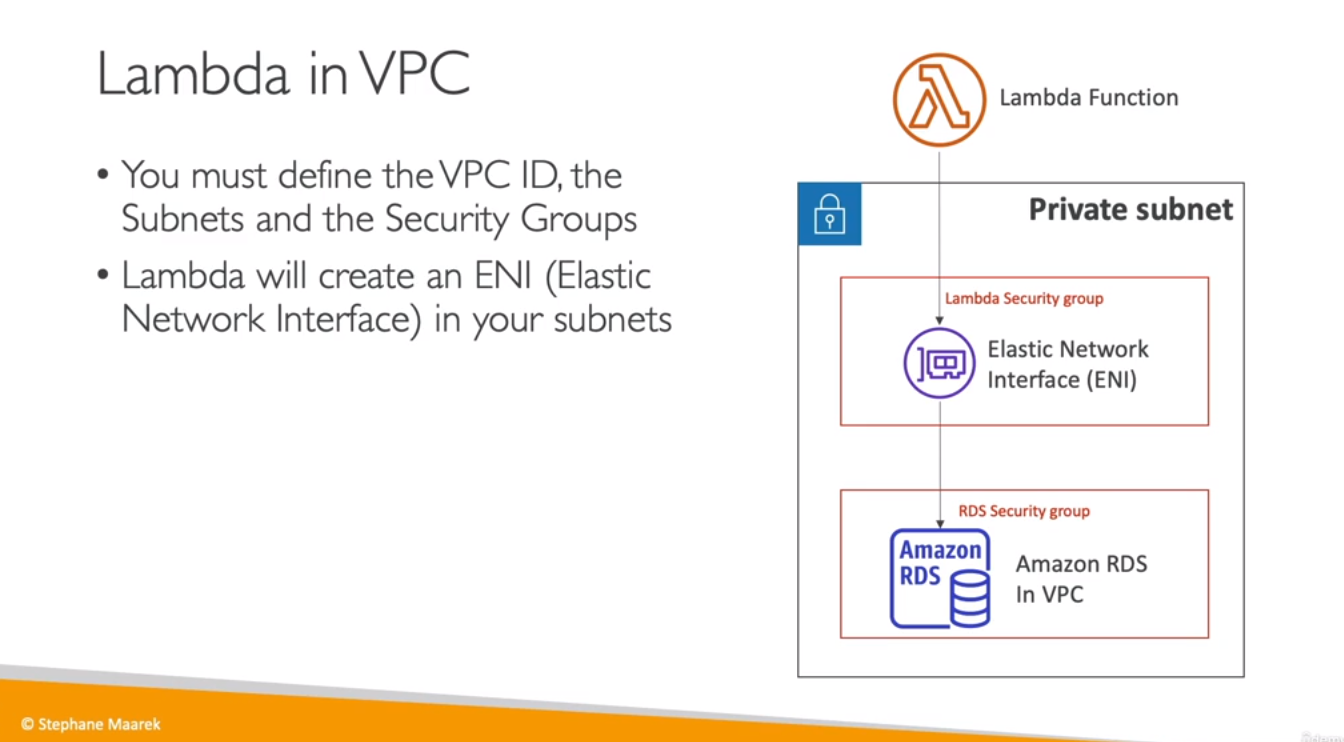 Lambda in VPC
• You must define the VPC ID, the
Subnets and the Security Groups
• Lambda will create an ENI (Elastic
Network Interface) in your subnets
Lambda Function
Private subnet
Lambda Security group
Elastic Network
Interface (ENI)
RDS Security group
Amazon
RDS
Amazon RDS
In VPC
© Stephane Maarek